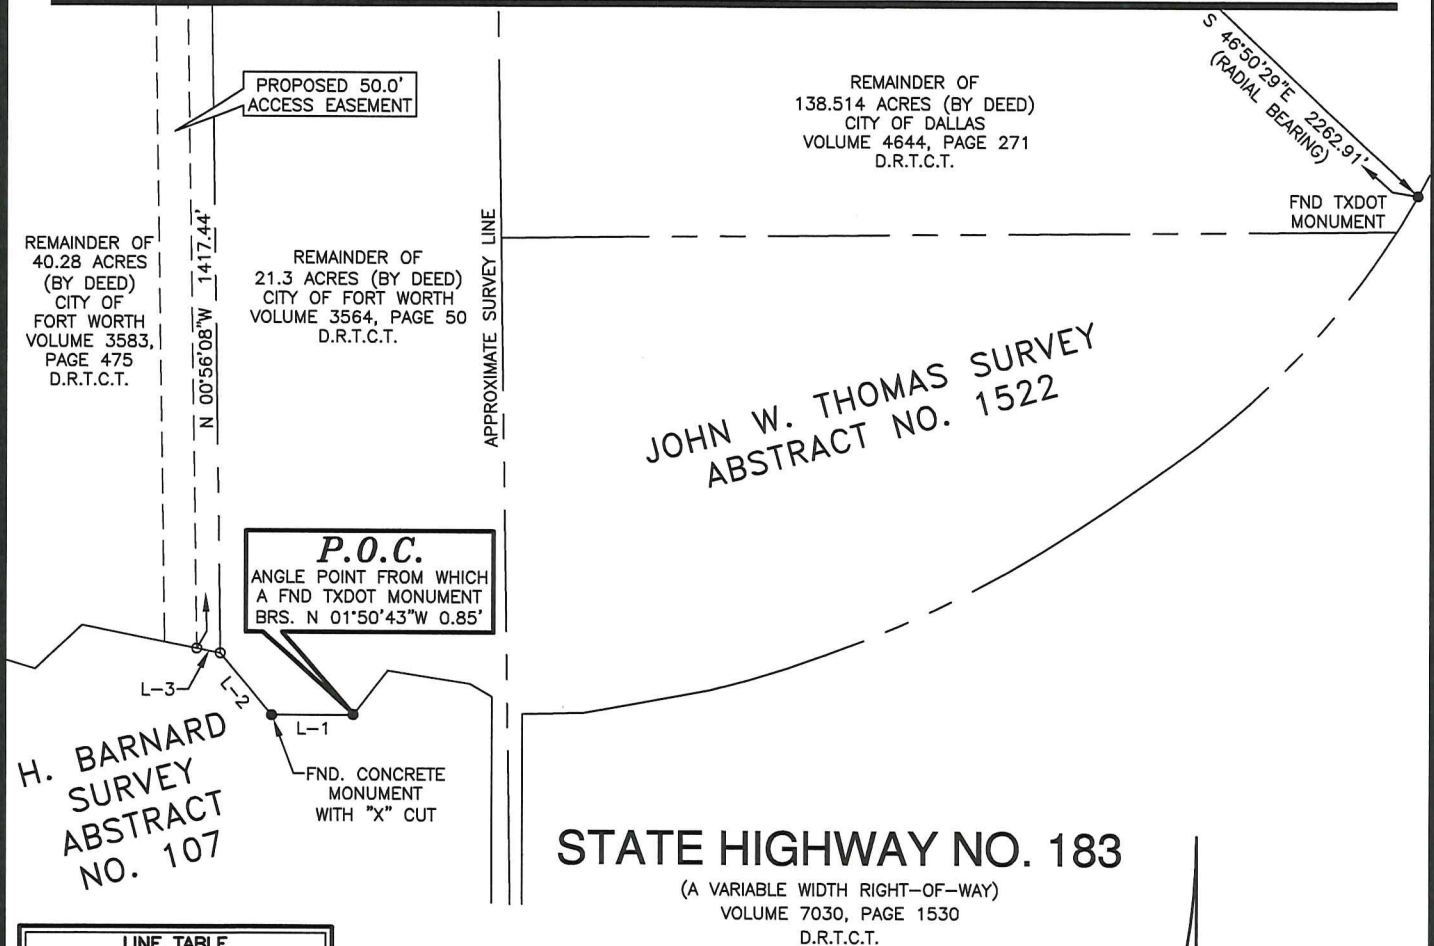 PROPOSED 50.0'
ACCESS EASEMENT
REMAINDER OF
138.514 ACRES (BY DEED)
CITY OF DALLAS
VOLUME 4644, PAGE 271
D.R.T.C.T.
S 46°50'29"E 2262.91'
(RADIAL BEARING)
FND TXDOT
MONUMENT
REMAINDER OF
40.28 ACRES
(BY DEED)
CITY OF
FORT WORTH
VOLUME 3583,
PAGE 475
D.R.T.C.T.
N 00°56'08"W 1417.44'
REMAINDER OF
21.3 ACRES (BY DEED)
CITY OF FORT WORTH
VOLUME 3564, PAGE 50
D.R.T.C.T.
APPROXIMATE SURVEY LINE
JOHN W. THOMAS SURVEY
ABSTRACT NO. 1522
P.O.C.
ANGLE POINT FROM WHICH
A FND TXDOT MONUMENT
BRS. N 01°50'43"W 0.85'
L-3
L-2
L-1
H. BARNARD
SURVEY
ABSTRACT
NO. 107
FND. CONCRETE
MONUMENT
WITH "X" CUT
STATE HIGHWAY NO. 183
(A VARIABLE WIDTH RIGHT-OF-WAY)
VOLUME 7030, PAGE 1530
D.R.T.C.T.
LINE TABLE